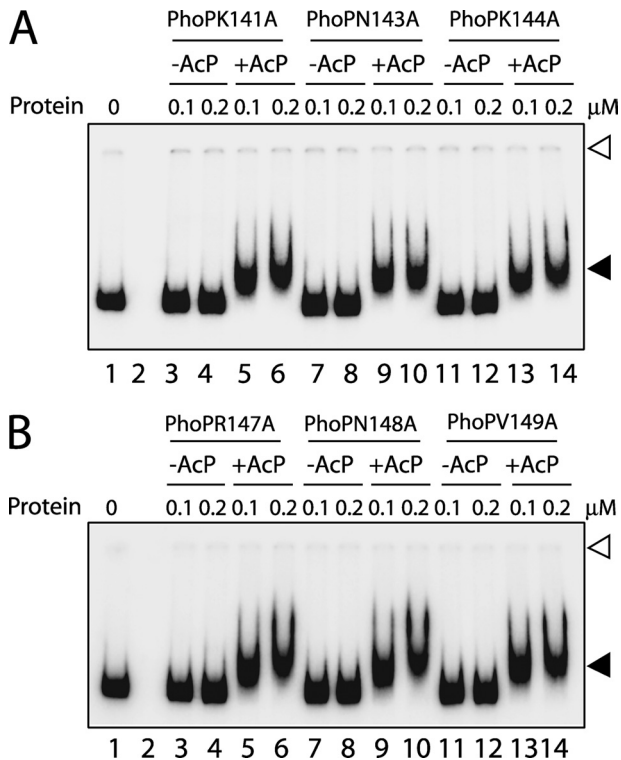 A PhoPK141A PhoPN143A PhoPK144A
-AcP +AcP -AcP +AcP -AcP +AcP
Protein 0 0.1 0.2 0.1 0.2 0.1 0.2 0.1 0.2 0.1 0.2 0.1 0.2 μM
1 2 3 4 5 6 7 8 9 10 11 12 13 14
B PhoPR147A PhoPN148A PhoPV149A
-AcP +AcP -AcP +AcP -AcP +AcP
Protein 0 0.1 0.2 0.1 0.2 0.1 0.2 0.1 0.2 0.1 0.2 0.1 0.2 μM
1 2 3 4 5 6 7 8 9 10 11 12 13 14